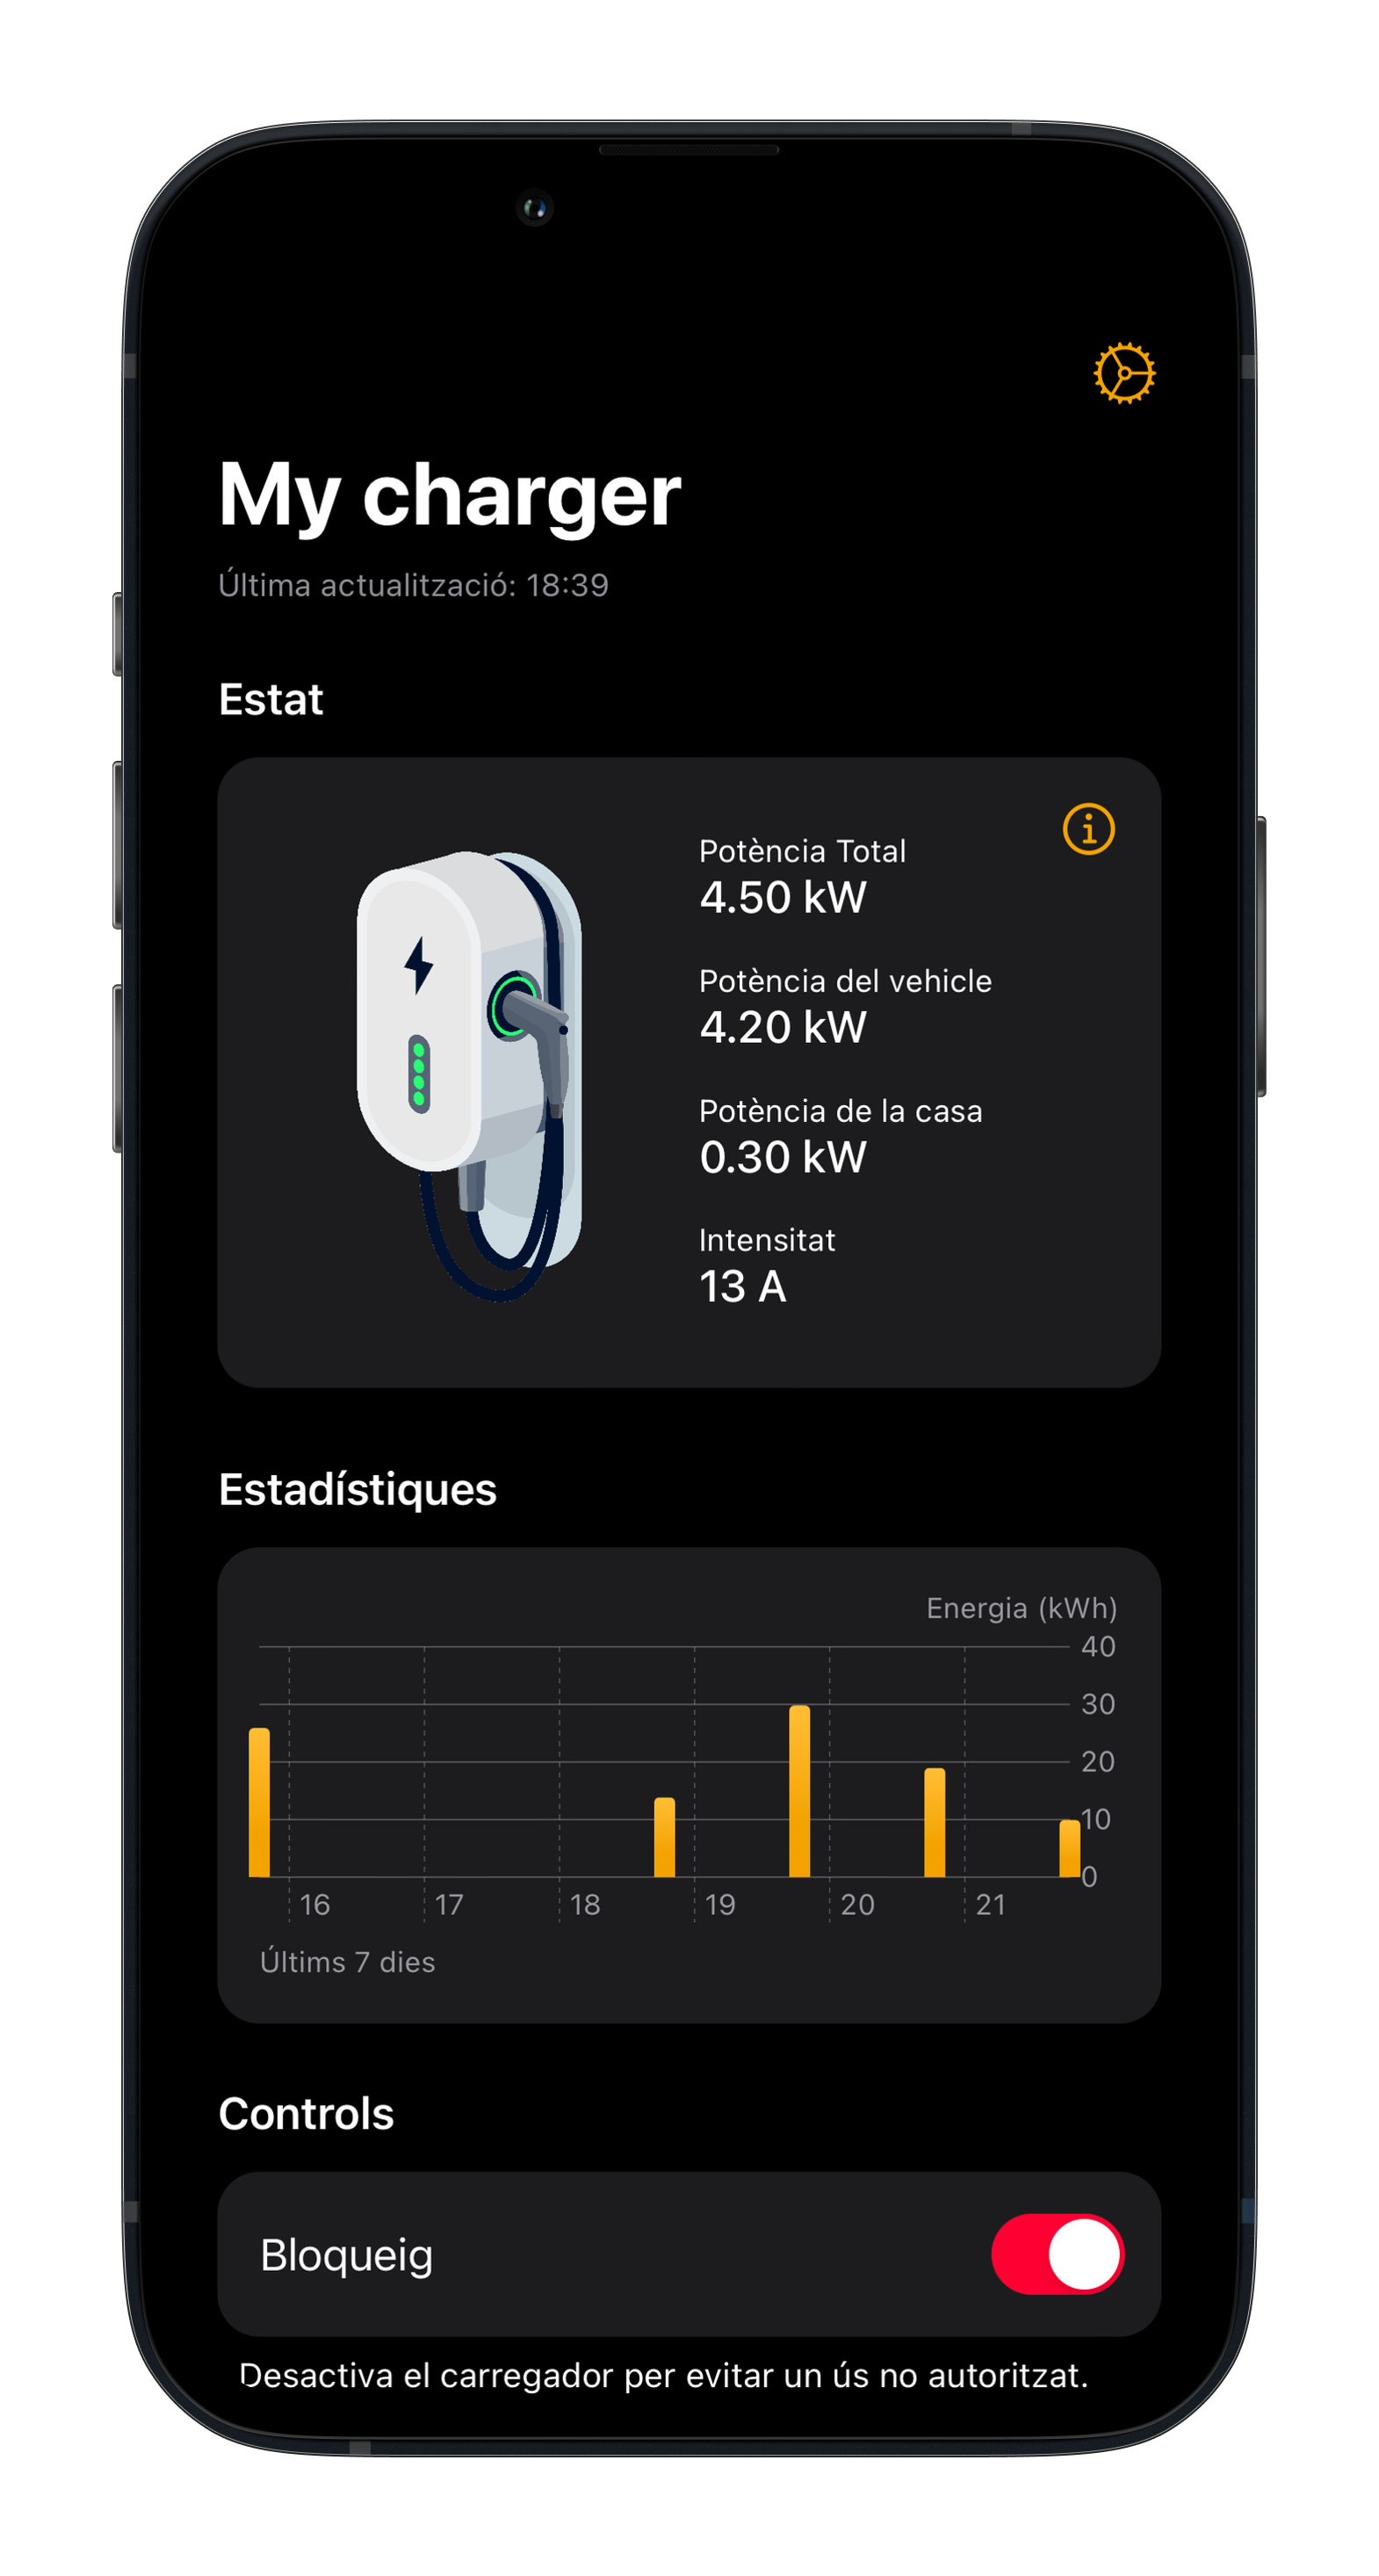 My charger
Última actualització: 18:39
Estat
Potència Total
4.50 kW
Potència del vehicle
4.20 kW
Potència de la casa
0.30 kW
Intensitat
13 A
Estadístiques
Energia (kWh)
40
30
20
10
0
16 17 18 19 20 21
Últims 7 dies
Controls
Bloqueig
Desactiva el carregador per evitar un ús no autoritzat.